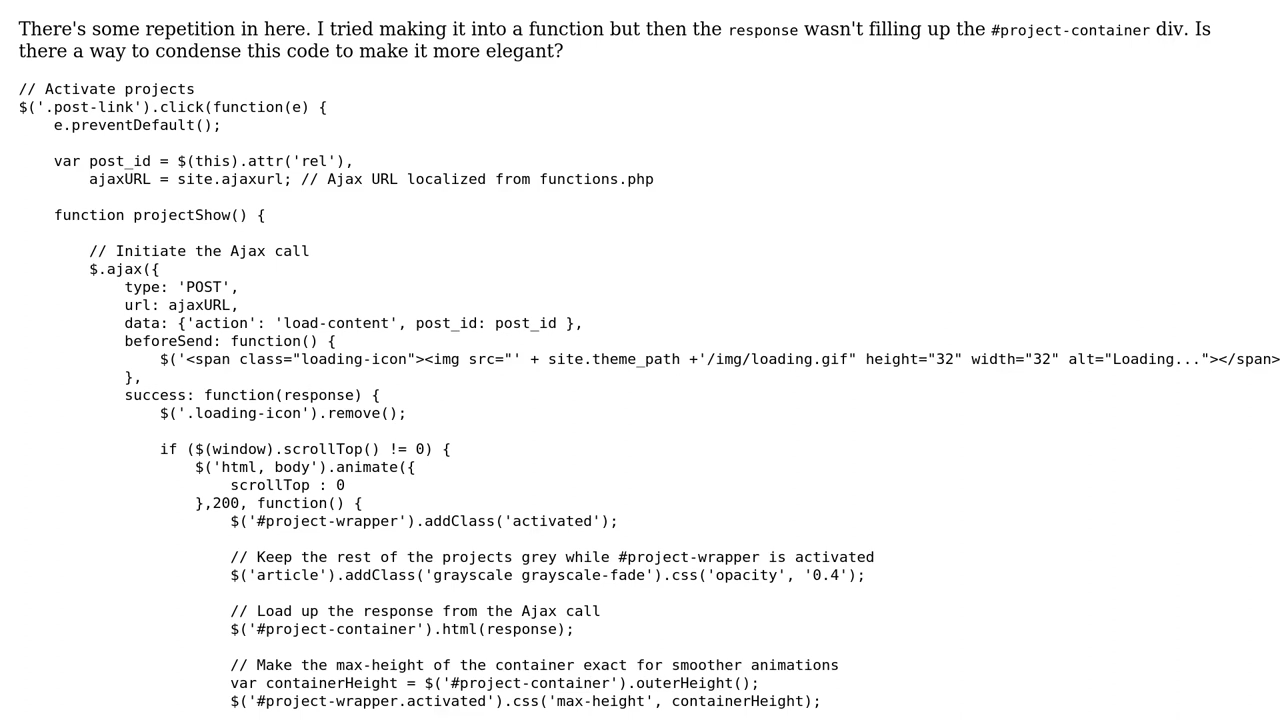 There's some repetition in here. I tried making it into a function but then the response wasn't filling up the #project-container div. Is
there a way to condense this code to make it more elegant?
// Activate projects
$('.post-link').click(function(e) {
    e.preventDefault();
    var post_id = $(this).attr('rel'),
        ajaxURL = site.ajaxurl; // Ajax URL localized from functions.php
    function projectShow() {
        // Initiate the Ajax call
        $.ajax({
            type: 'POST',
            url: ajaxURL,
            data: {'action': 'load-content', post_id: post_id },
            beforeSend: function() {
                $('<span class="loading-icon"><img src="' + site.theme_path +'/img/loading.gif" height="32" width="32" alt="Loading..."></span>
            },
            success: function(response) {
                $('.loading-icon').remove();
                if ($(window).scrollTop() != 0) {
                    $('html, body').animate({
                        scrollTop : 0
                    },200, function() {
                        $('#project-wrapper').addClass('activated');
                        // Keep the rest of the projects grey while #project-wrapper is activated
                        $('article').addClass('grayscale grayscale-fade').css('opacity', '0.4');
                        // Load up the response from the Ajax call
                        $('#project-container').html(response);
                        // Make the max-height of the container exact for smoother animations
                        var containerHeight = $('#project-container').outerHeight();
                        $('#project-wrapper.activated').css('max-height', containerHeight);